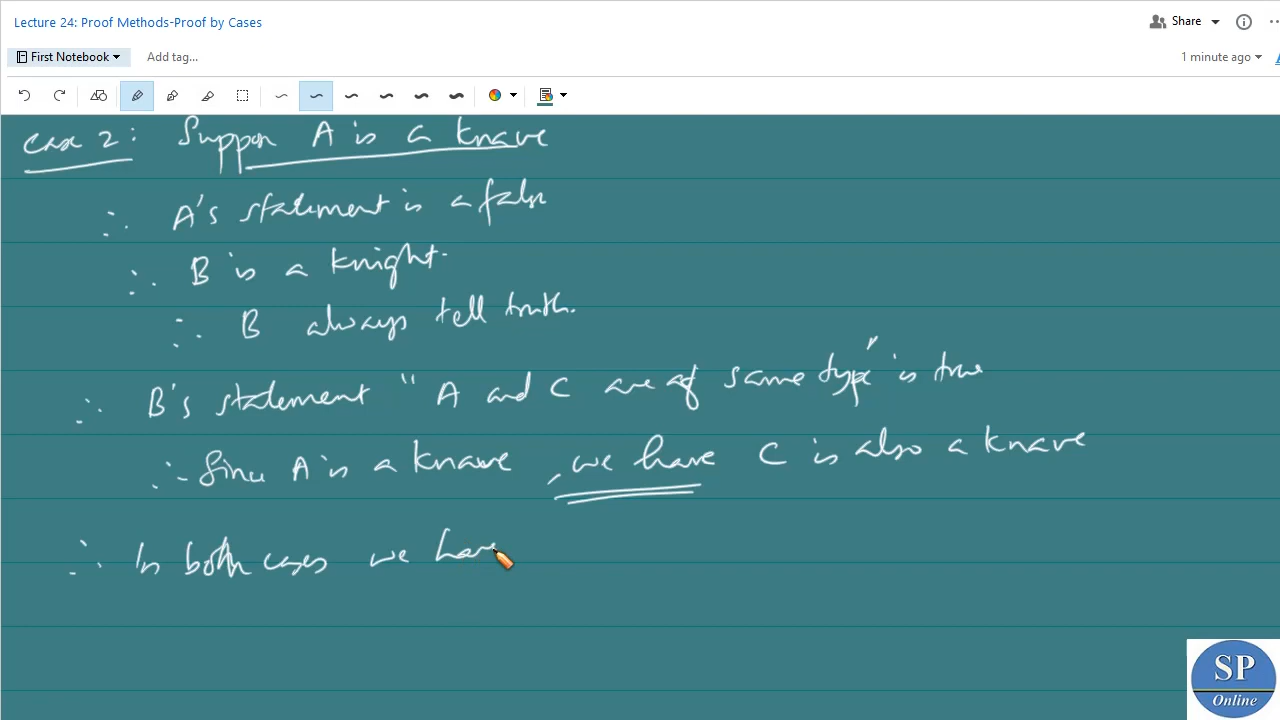 Lecture 24: Proof Methods-Proof by Cases
Share
First Notebook
Add tag...
1 minute ago
Case 2: Suppose A is a knave
∴ A's statement is a false
∴ B is a knight.
∴ B always tell truth.
∴ B's statement "A and C are of same type" is true
∴ Since A is a knave, we have C is also a knave
∴ In both cases we have
SP
Online